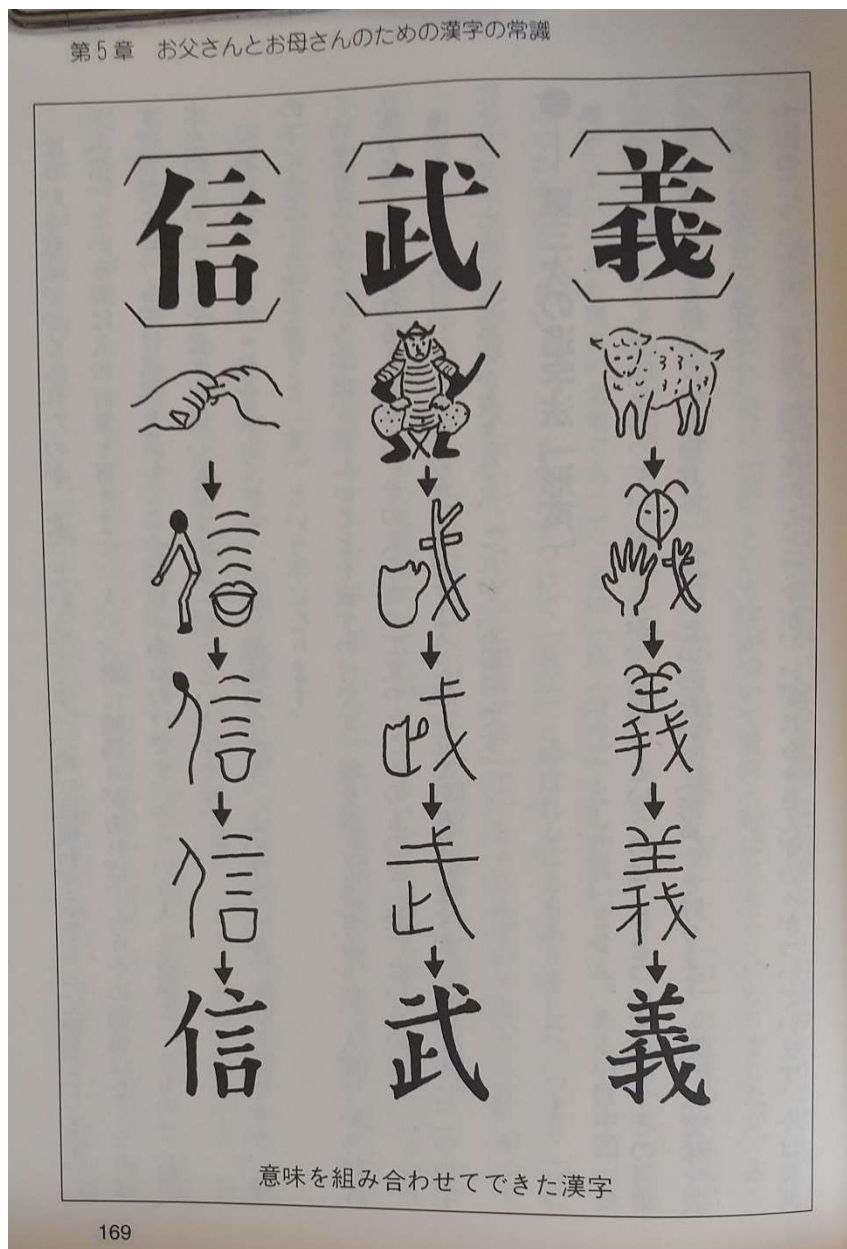 第5章 お父さんとお母さんのための漢字の常識
信 武 義
信 武 義
意味を組み合わせてできた漢字
169